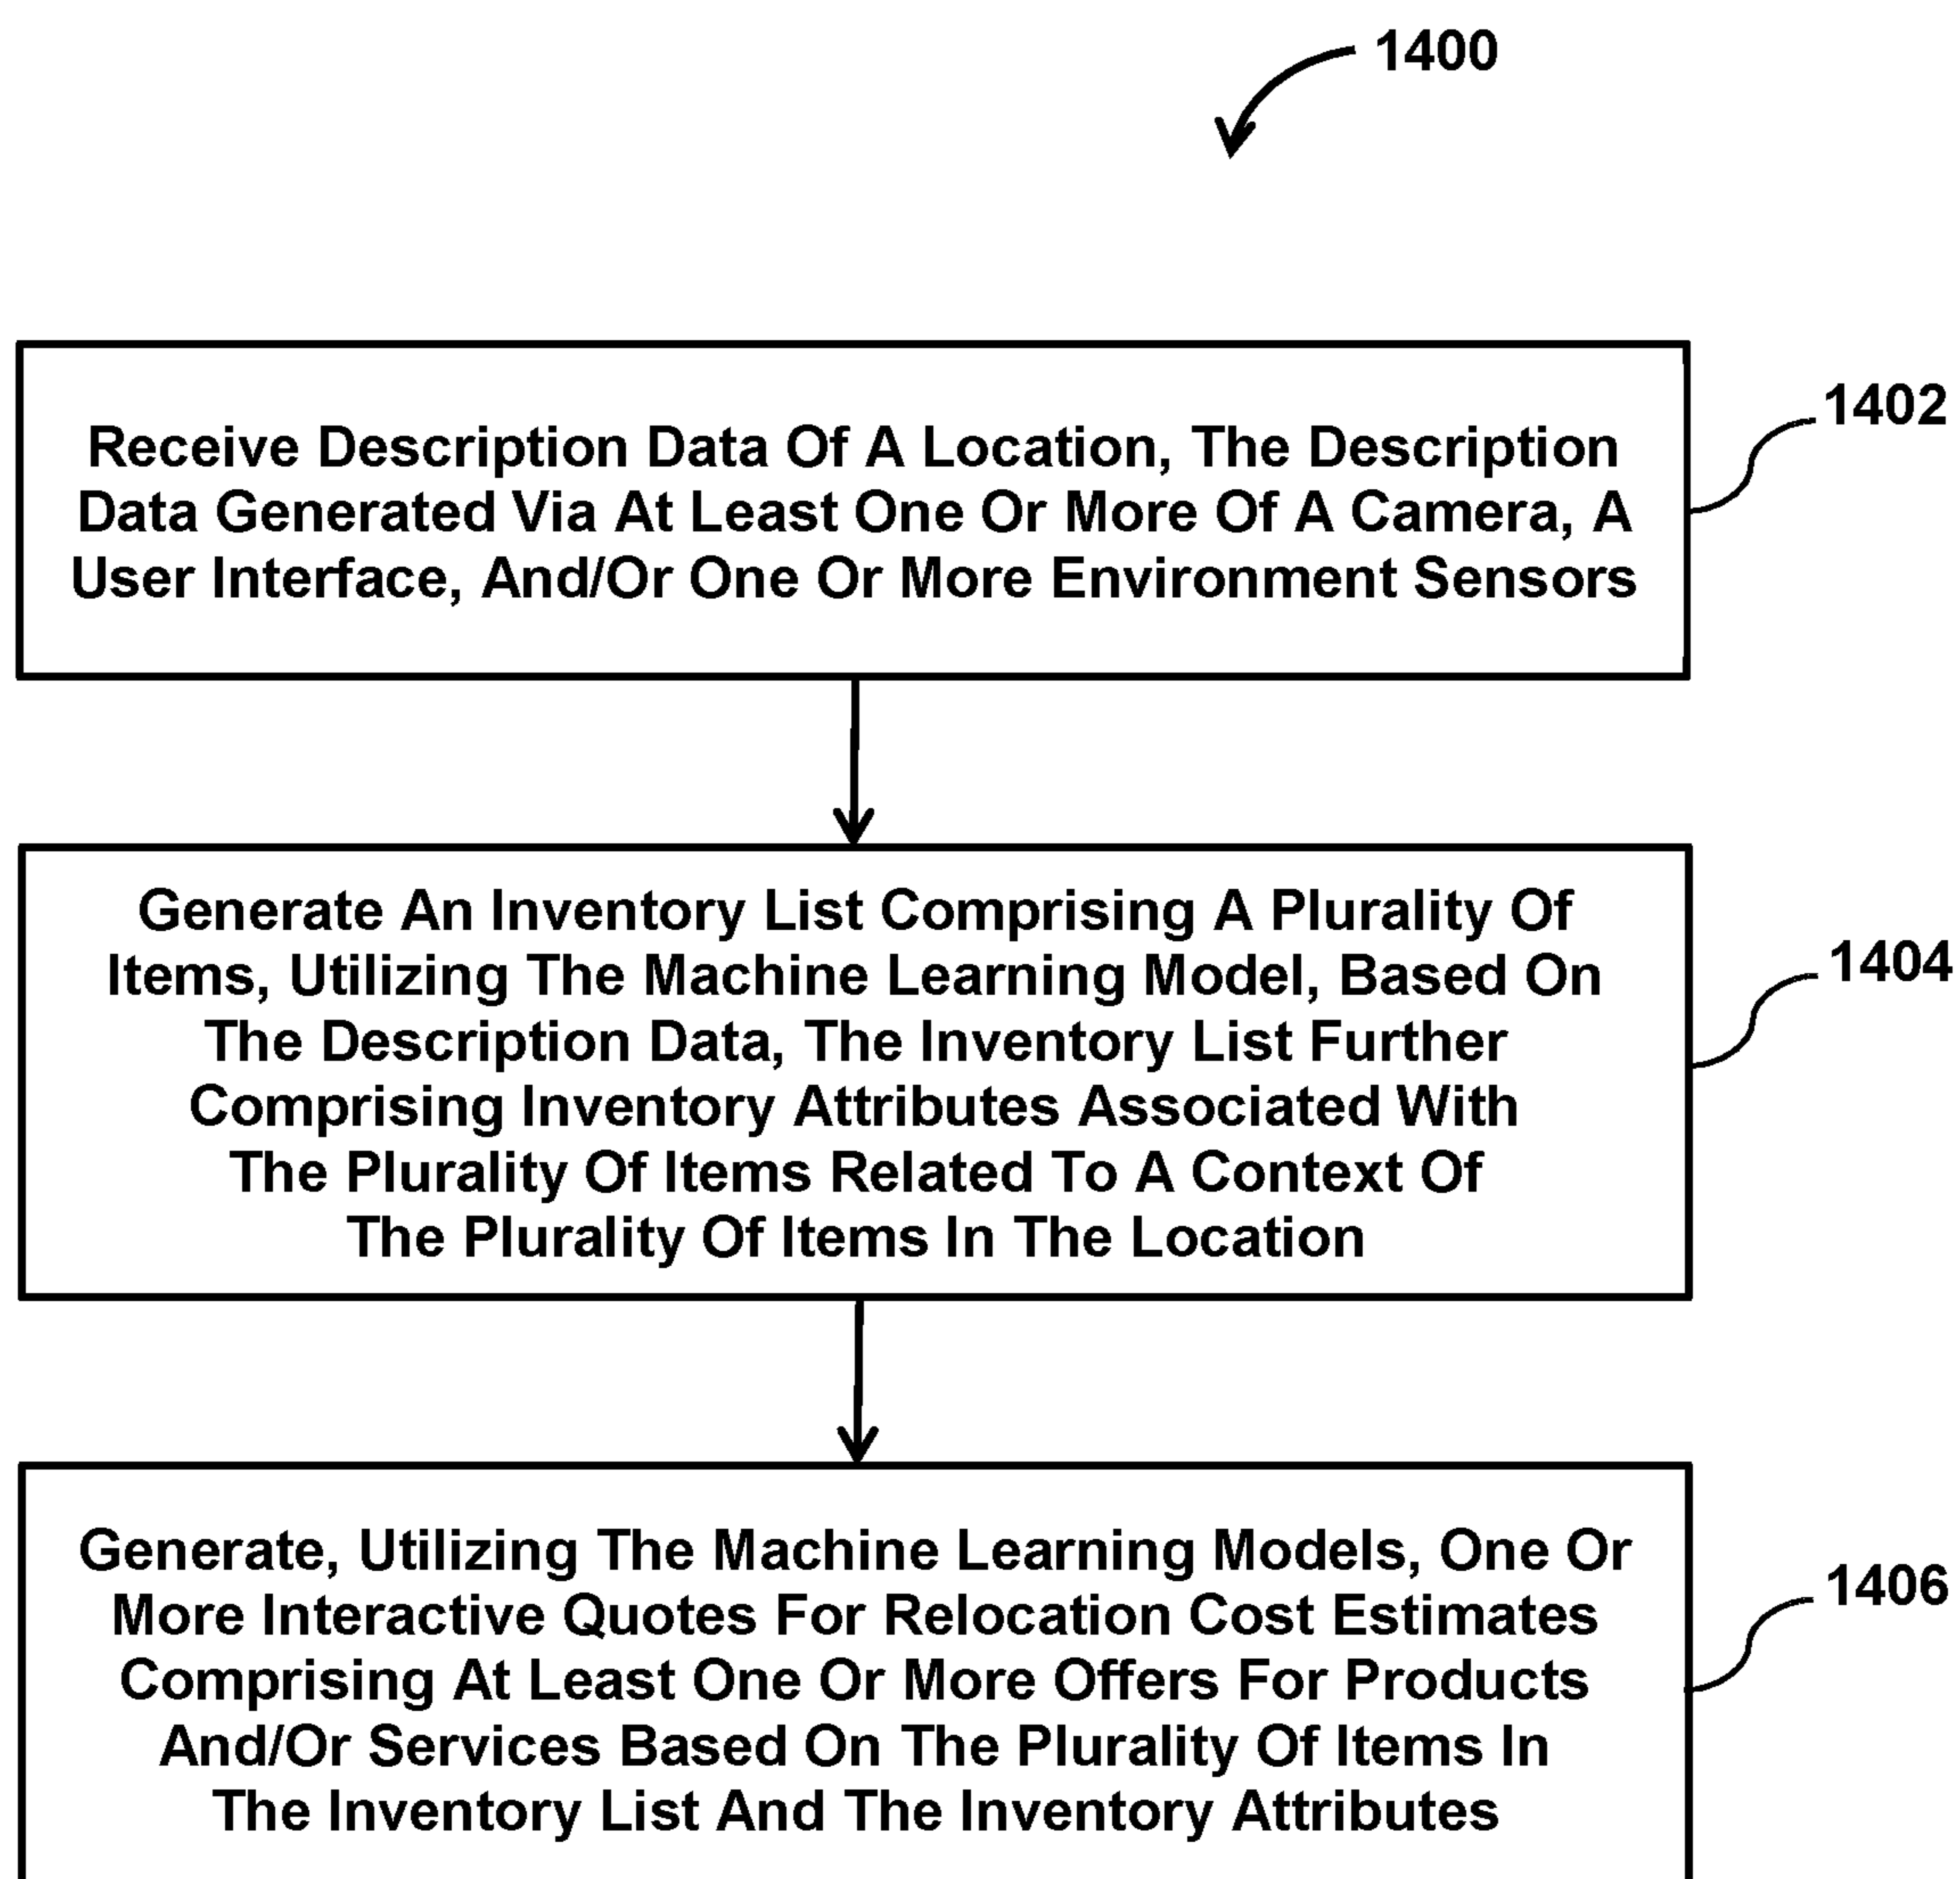 1400
Receive Description Data Of A Location, The Description
Data Generated Via At Least One Or More Of A Camera, A
User Interface, And/Or One Or More Environment Sensors
1402
Generate An Inventory List Comprising A Plurality Of
Items, Utilizing The Machine Learning Model, Based On
The Description Data, The Inventory List Further
Comprising Inventory Attributes Associated With
The Plurality Of Items Related To A Context Of
The Plurality Of Items In The Location
1404
Generate, Utilizing The Machine Learning Models, One Or
More Interactive Quotes For Relocation Cost Estimates
Comprising At Least One Or More Offers For Products
And/Or Services Based On The Plurality Of Items In
The Inventory List And The Inventory Attributes
1406